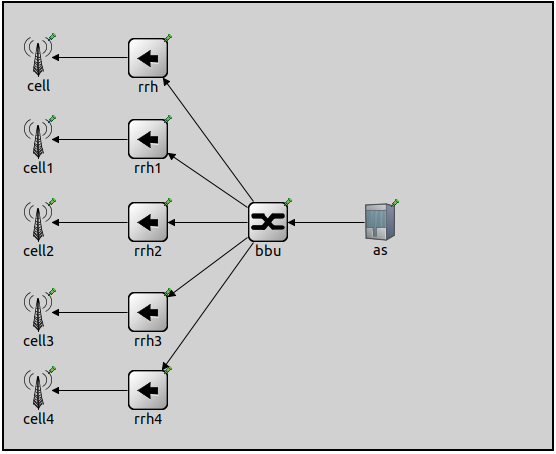 cell
rrh
cell1
rrh1
cell2
rrh2
bbu
as
cell3
rrh3
cell4
rrh4